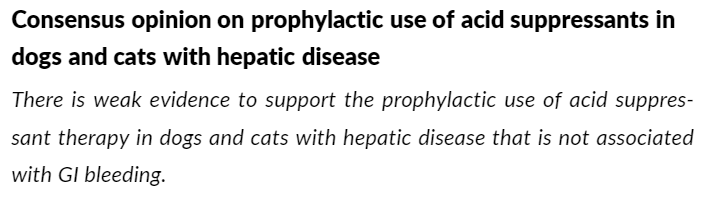 Consensus opinion on prophylactic use of acid suppressants in
dogs and cats with hepatic disease
There is weak evidence to support the prophylactic use of acid suppres-
sant therapy in dogs and cats with hepatic disease that is not associated
with GI bleeding.